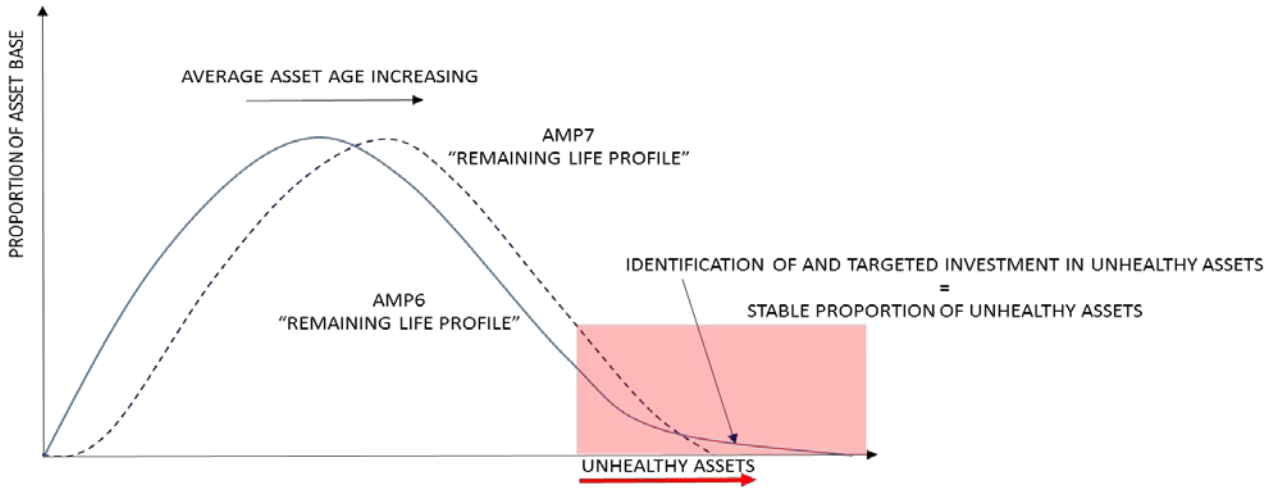 PROPORTION OF ASSET BASE
AVERAGE ASSET AGE INCREASING
AMP7
“REMAINING LIFE PROFILE”
AMP6
“REMAINING LIFE PROFILE”
IDENTIFICATION OF AND TARGETED INVESTMENT IN UNHEALTHY ASSETS
=
STABLE PROPORTION OF UNHEALTHY ASSETS
UNHEALTHY ASSETS